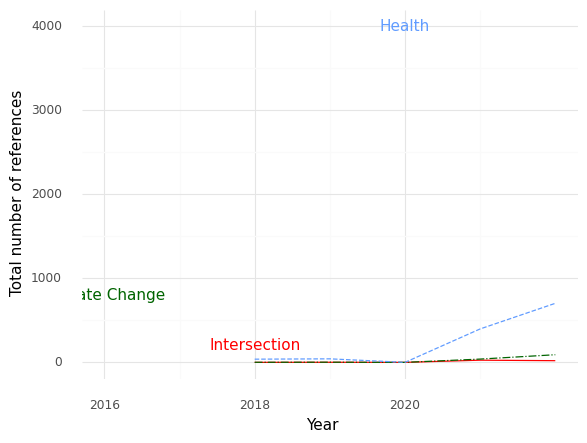 4000
Health
3000
2000
1000
ate Change
Intersection
0
2016
2018
2020
Year
Total number of references